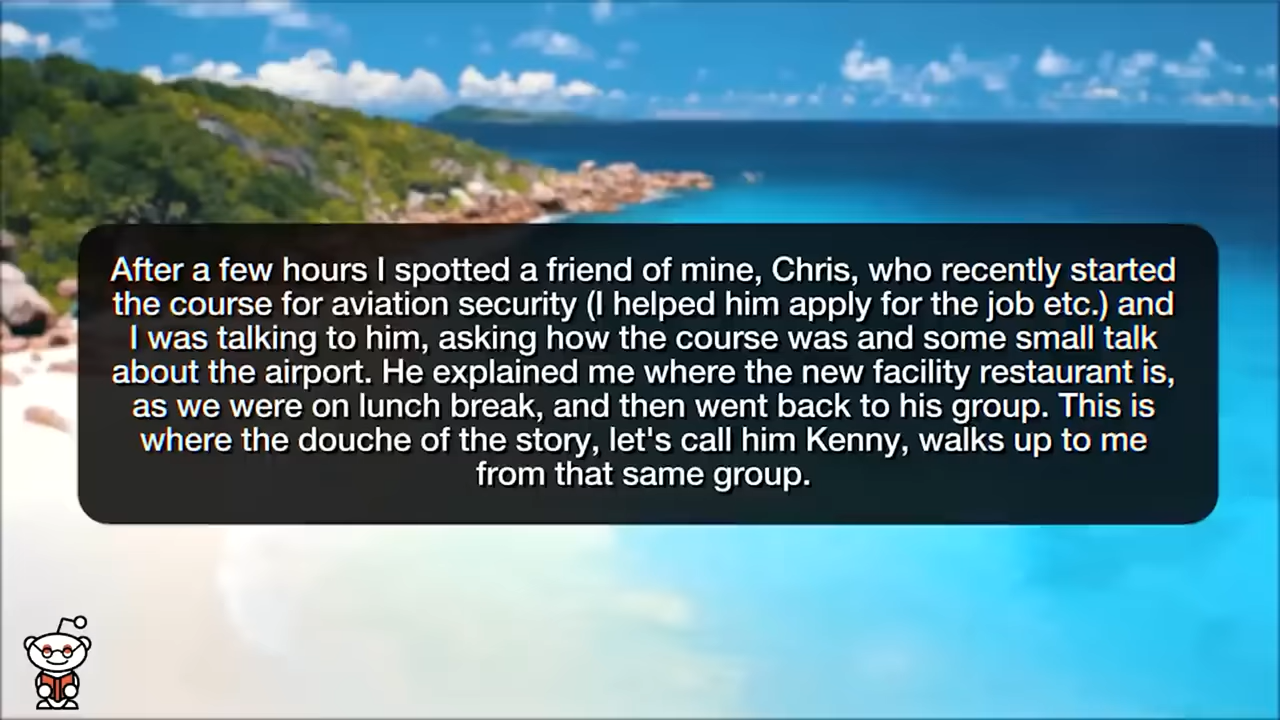 After a few hours I spotted a friend of mine, Chris, who recently started
the course for aviation security (I helped him apply for the job etc.) and
I was talking to him, asking how the course was and some small talk
about the airport. He explained me where the new facility restaurant is,
as we were on lunch break, and then went back to his group. This is
where the douche of the story, let's call him Kenny, walks up to me
from that same group.